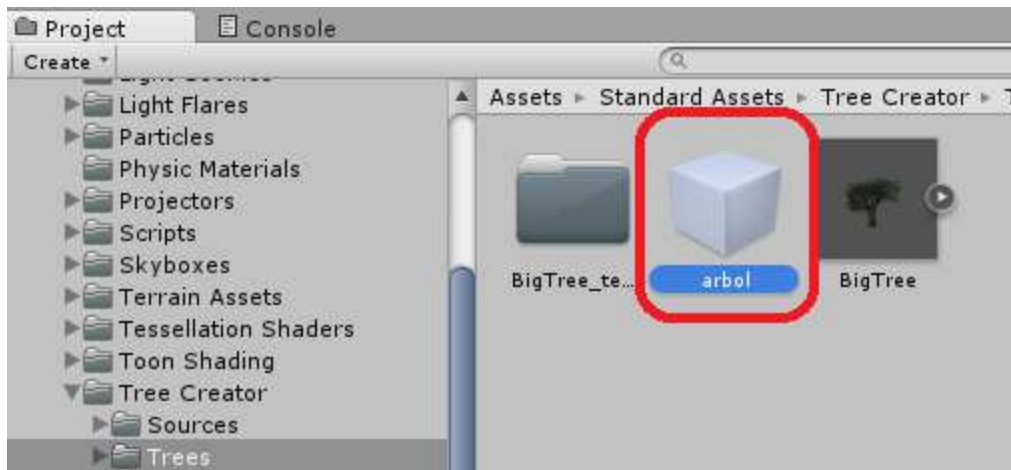 Project
Console
Create
Light Flares
Particles
Physic Materials
Projectors
Scripts
Skyboxes
Terrain Assets
Tessellation Shaders
Toon Shading
Tree Creator
Sources
Trees
Assets Standard Assets Tree Creator
BigTree_te...
arbol
BigTree